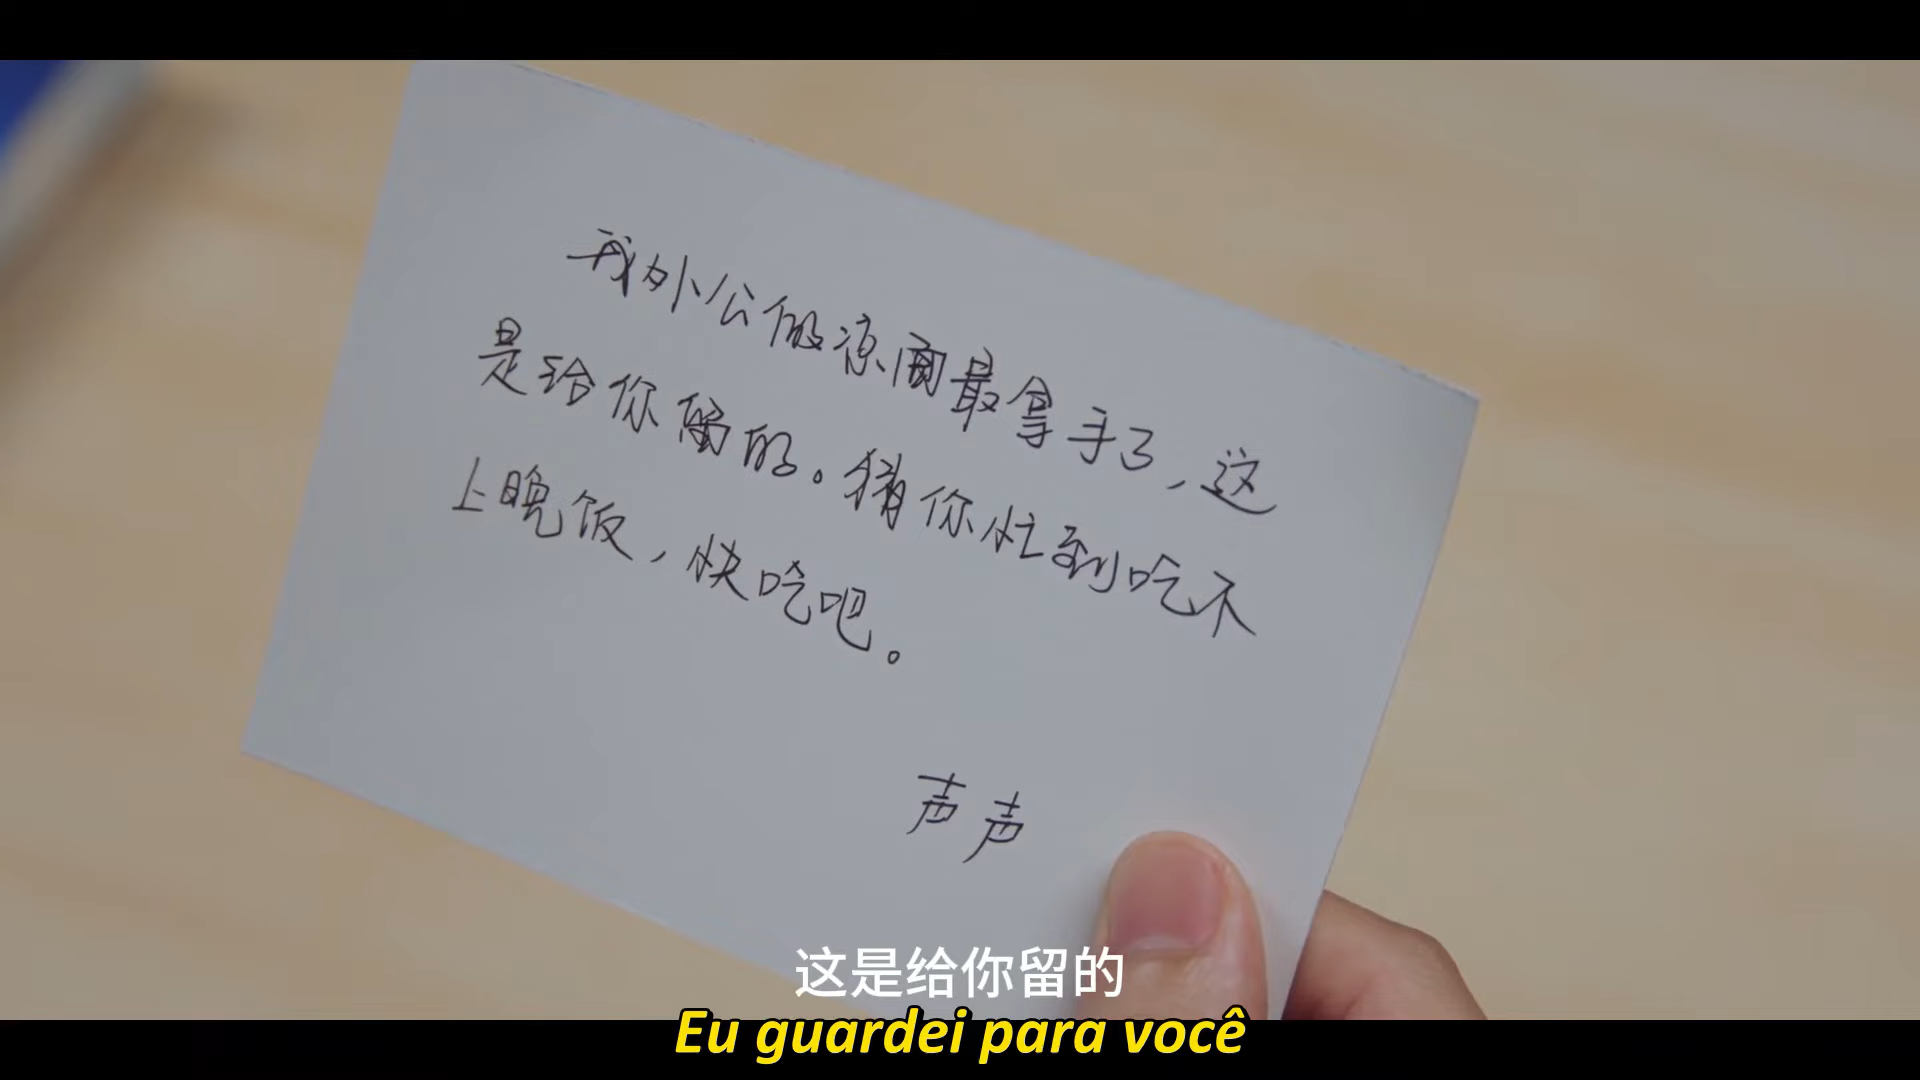 我外公做凉面最拿手了，这
是给你留的。猜你忙到吃不
上晚饭，快吃吧。
声声
这是给你留的
Eu guardei para você